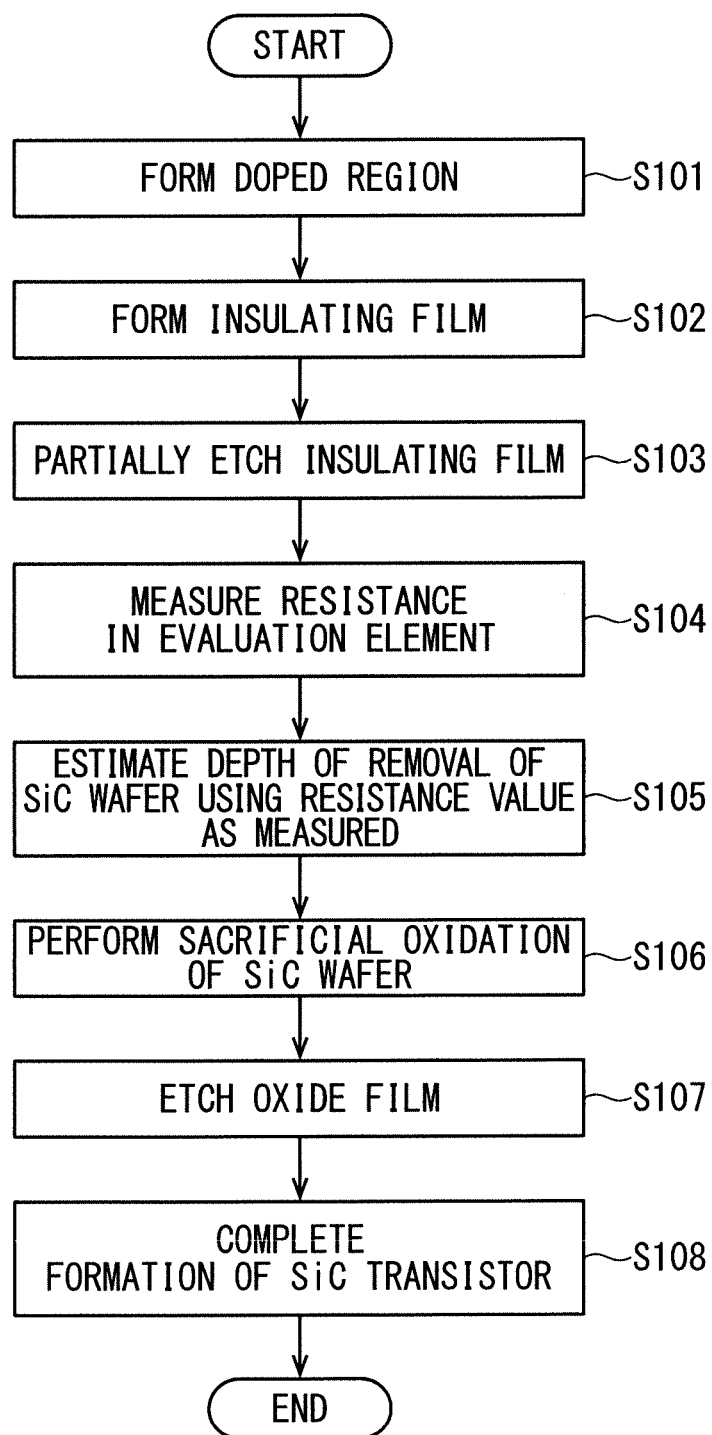 START
FORM DOPED REGION
S101
FORM INSULATING FILM
S102
PARTIALLY ETCH INSULATING FILM
S103
MEASURE RESISTANCE
IN EVALUATION ELEMENT
S104
ESTIMATE DEPTH OF REMOVAL OF
SiC WAFER USING RESISTANCE VALUE
AS MEASURED
S105
PERFORM SACRIFICIAL OXIDATION
OF SiC WAFER
S106
ETCH OXIDE FILM
S107
COMPLETE
FORMATION OF SiC TRANSISTOR
S108
END